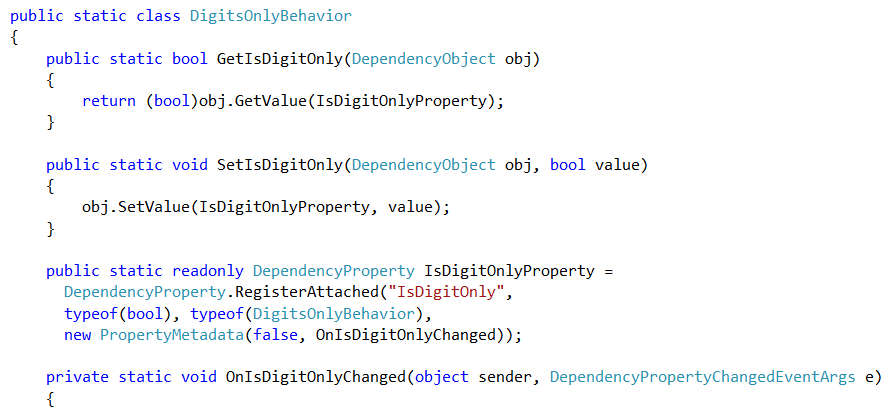 public static class DigitsOnlyBehavior
{
    public static bool GetIsDigitOnly(DependencyObject obj)
    {
        return (bool)obj.GetValue(IsDigitOnlyProperty);
    }

    public static void SetIsDigitOnly(DependencyObject obj, bool value)
    {
        obj.SetValue(IsDigitOnlyProperty, value);
    }

    public static readonly DependencyProperty IsDigitOnlyProperty =
      DependencyProperty.RegisterAttached("IsDigitOnly",
      typeof(bool), typeof(DigitsOnlyBehavior),
      new PropertyMetadata(false, OnIsDigitOnlyChanged));

    private static void OnIsDigitOnlyChanged(object sender, DependencyPropertyChangedEventArgs e)
    {